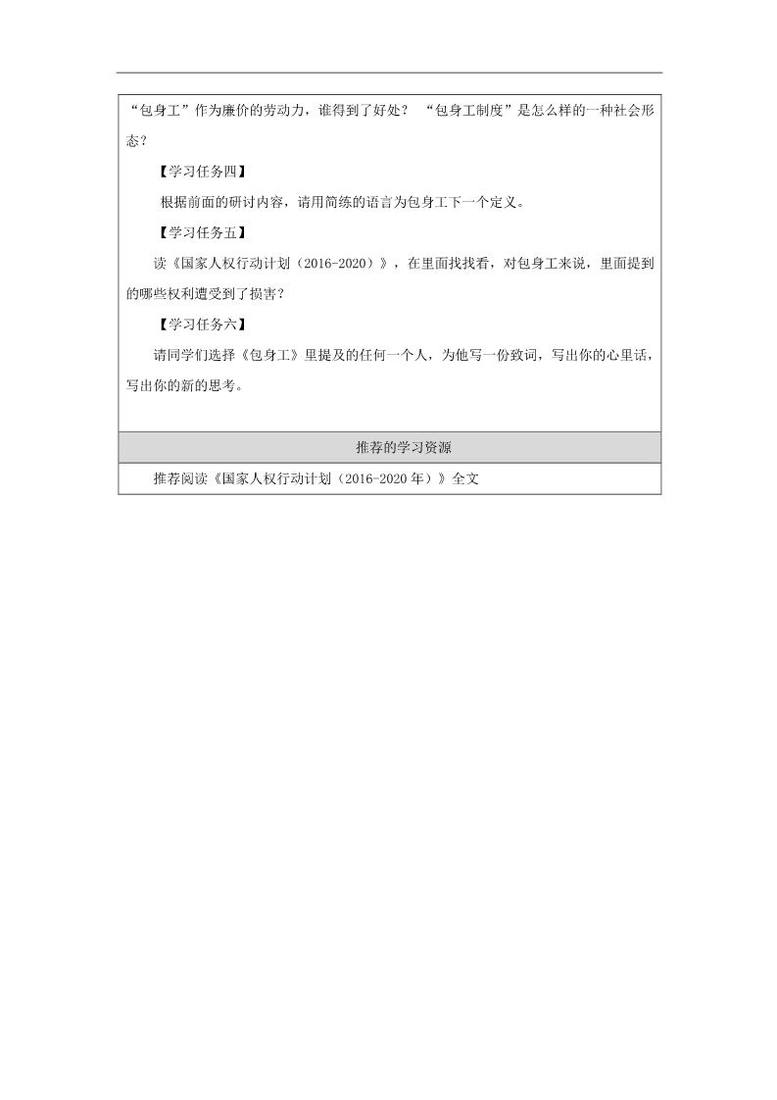 “包身工”作为廉价的劳动力，谁得到了好处？ “包身工制度”是怎么样的一种社会形
态？
【学习任务四】
根据前面的研讨内容，请用简练的语言为包身工下一个定义。
【学习任务五】
读《国家人权行动计划（2016-2020）》，在里面找找看，对包身工来说，里面提到
的哪些权利遭受到了损害？
【学习任务六】
请同学们选择《包身工》里提及的任何一个人，为他写一份致词，写出你的心里话，
写出你的新的思考。
推荐的学习资源
推荐阅读《国家人权行动计划（2016-2020 年）》全文